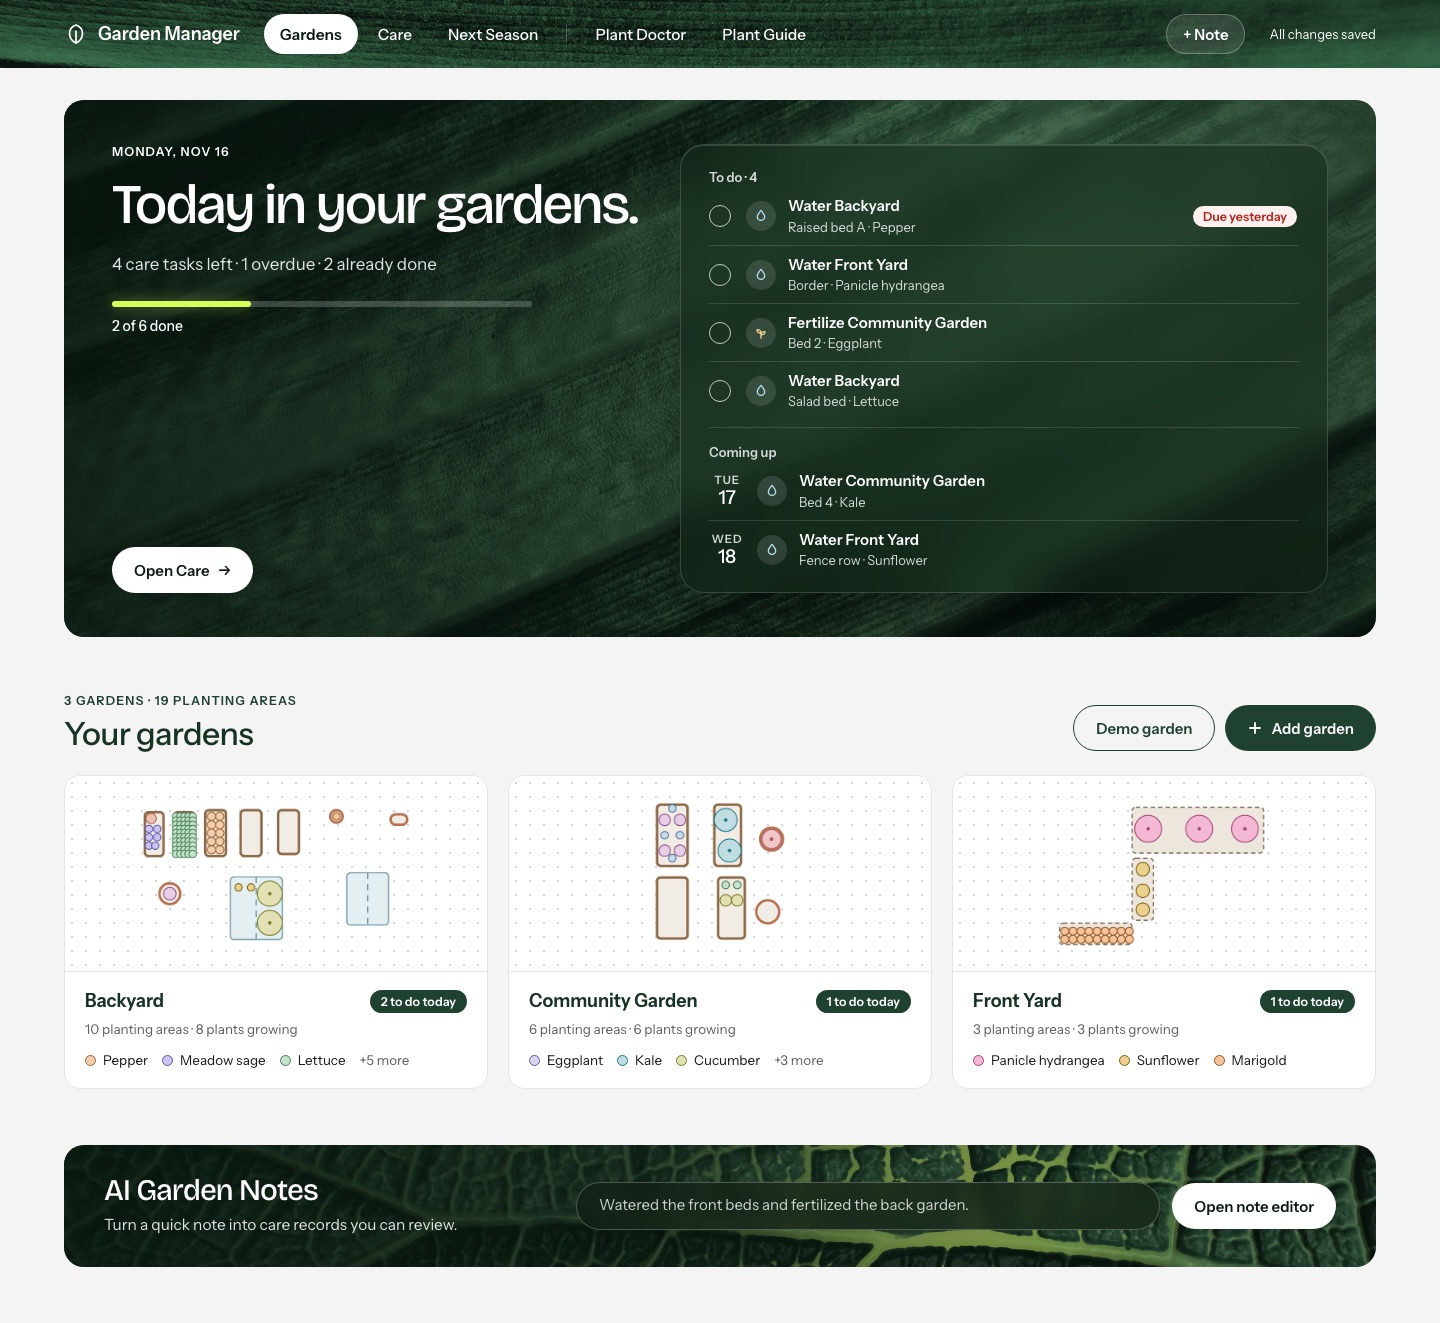 Garden Manager
Gardens
Care
Next Season
Plant Doctor
Plant Guide
+ Note
All changes saved
MONDAY, NOV 16
Today in your gardens.
4 care tasks left · 1 overdue · 2 already done
2 of 6 done
Open Care →
To do · 4
Water Backyard
Raised bed A · Pepper
Due yesterday
Water Front Yard
Border · Panicle hydrangea
Fertilize Community Garden
Bed 2 · Eggplant
Water Backyard
Salad bed · Lettuce
Coming up
TUE
17
Water Community Garden
Bed 4 · Kale
WED
18
Water Front Yard
Fence row · Sunflower
3 GARDENS · 19 PLANTING AREAS
Your gardens
Demo garden
+ Add garden
Backyard
2 to do today
10 planting areas · 8 plants growing
Pepper
Meadow sage
Lettuce
+5 more
Community Garden
1 to do today
6 planting areas · 6 plants growing
Eggplant
Kale
Cucumber
+3 more
Front Yard
1 to do today
3 planting areas · 3 plants growing
Panicle hydrangea
Sunflower
Marigold
AI Garden Notes
Turn a quick note into care records you can review.
Watered the front beds and fertilized the back garden.
Open note editor